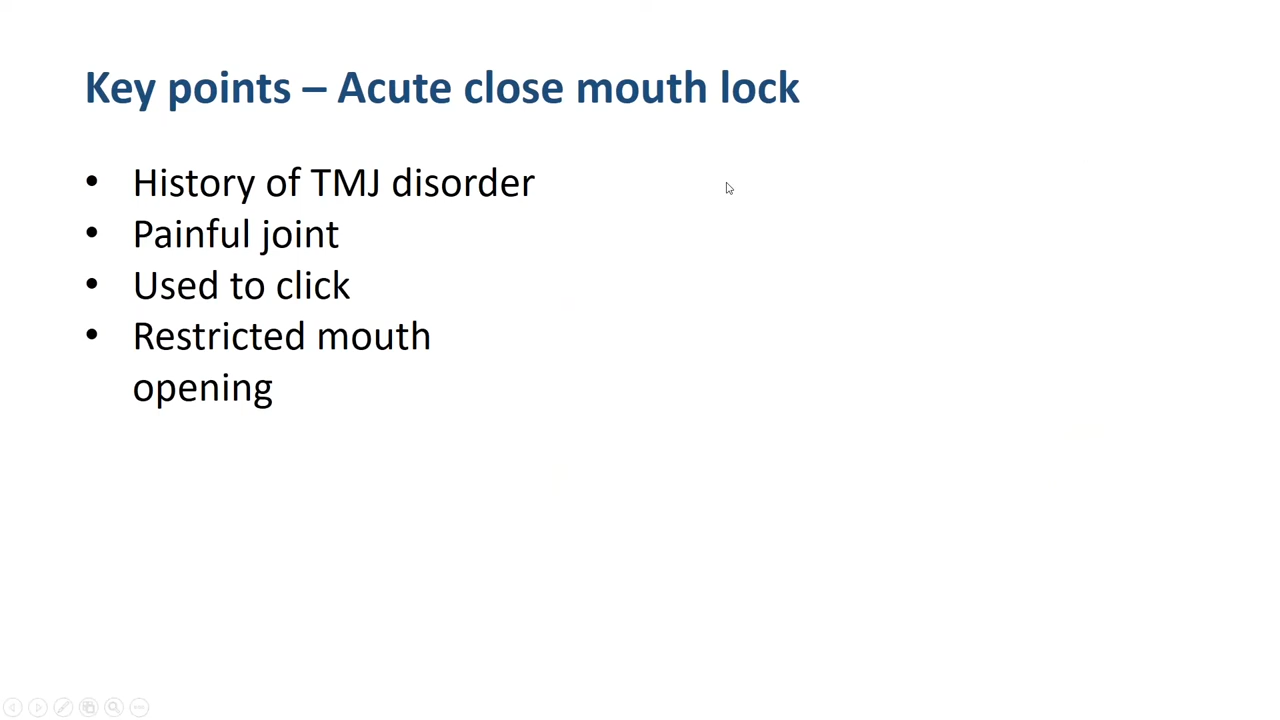 Key points – Acute close mouth lock
• History of TMJ disorder
• Painful joint
• Used to click
• Restricted mouth
opening